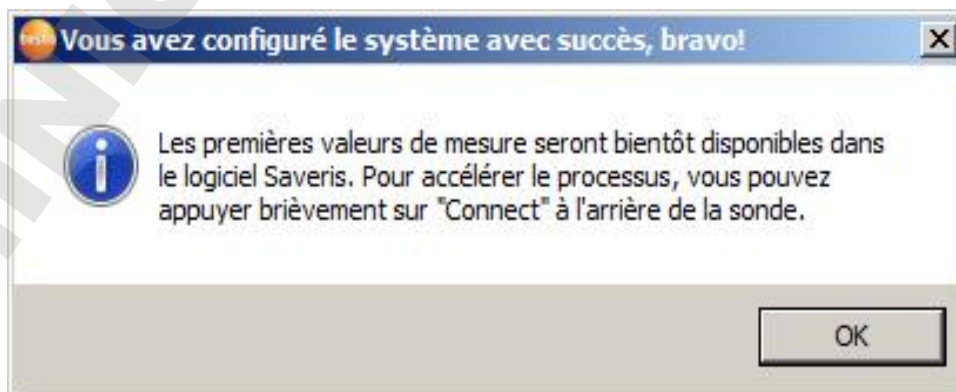 testo Vous avez configuré le système avec succès, bravo!
Les premières valeurs de mesure seront bientôt disponibles dans
le logiciel Saveris. Pour accélérer le processus, vous pouvez
appuyer brièvement sur "Connect" à l'arrière de la sonde.
OK